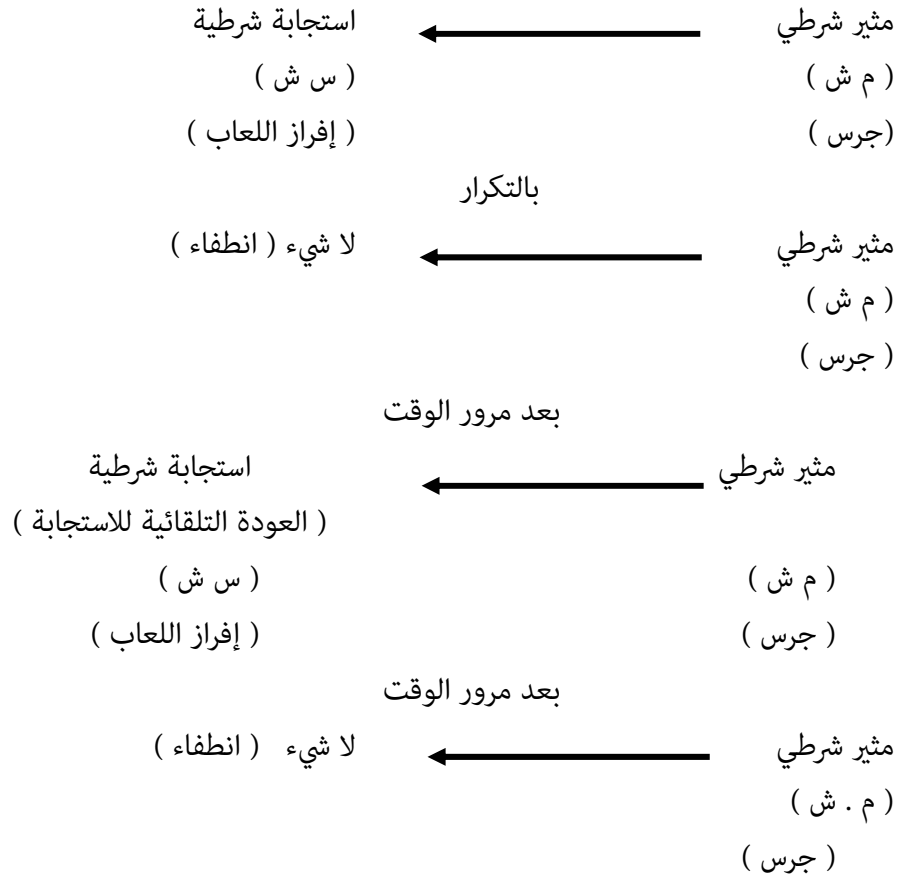 مثير شرطي استجابة شرطية
( م ش ) ( س ش )
(جرس ) ( إفراز اللعاب )
بالتكرار
مثير شرطي لا شيء ( انطفاء )
( م ش )
( جرس )
بعد مرور الوقت
مثير شرطي استجابة شرطية
( العودة التلقائية للاستجابة )
( م ش ) ( س ش )
( جرس ) ( إفراز اللعاب )
بعد مرور الوقت
مثير شرطي لا شيء ( انطفاء )
( م . ش )
( جرس )